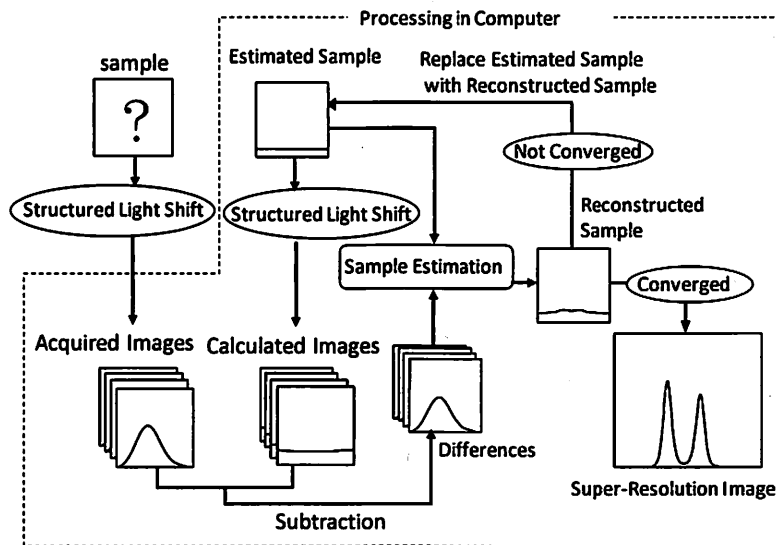 Processing in Computer
sample
?
Structured Light Shift
Estimated Sample
Replace Estimated Sample
with Reconstructed Sample
Not Converged
Structured Light Shift
Reconstructed
Sample
Sample Estimation
Converged
Acquired Images
Calculated Images
Differences
Subtraction
Super-Resolution Image